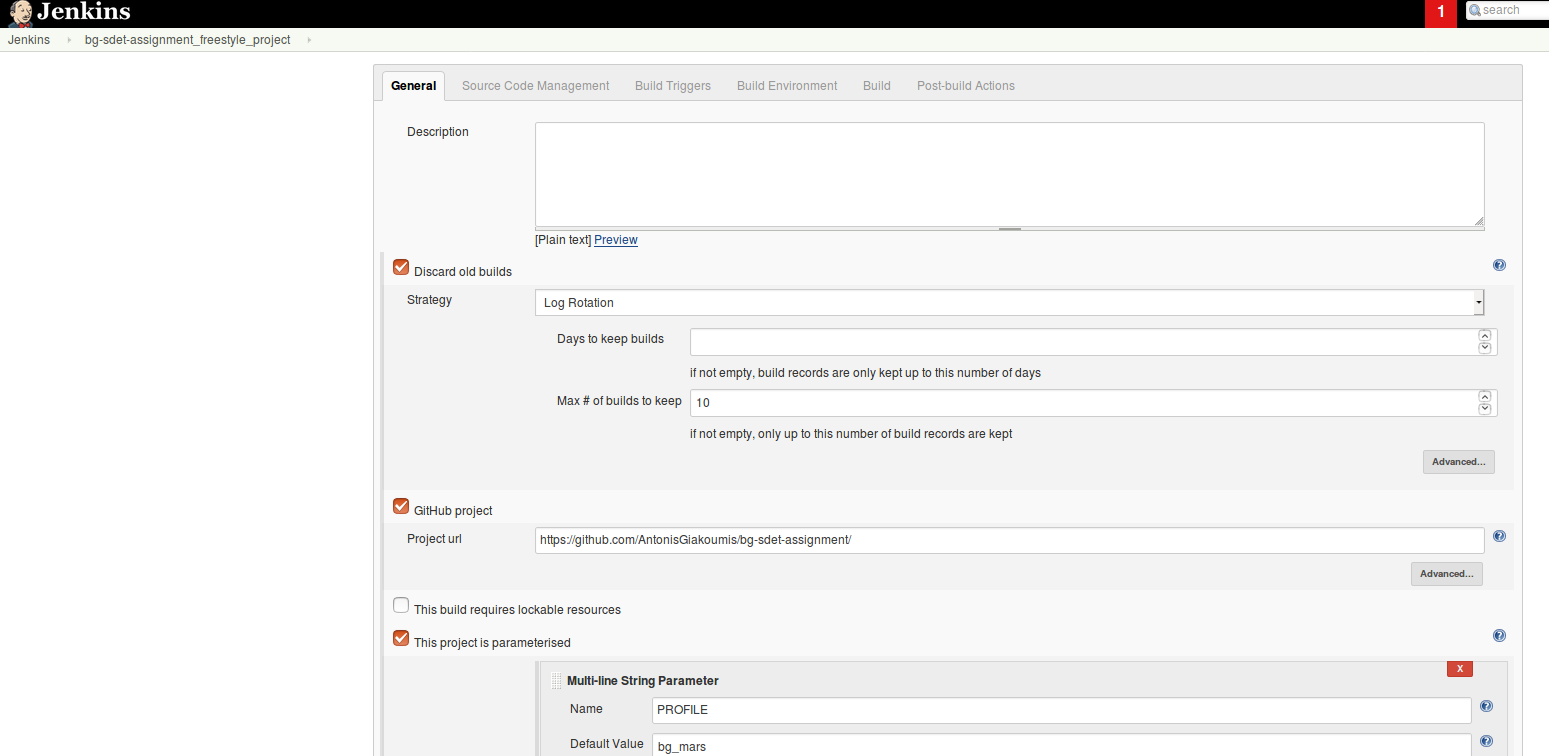 Jenkins
1
search
Jenkins bg-sdet-assignment_freestyle_project
General Source Code Management Build Triggers Build Environment Build Post-build Actions
Description
[Plain text] Preview
Discard old builds
?
Strategy Log Rotation
Days to keep builds
if not empty, build records are only kept up to this number of days
Max # of builds to keep 10
if not empty, only up to this number of build records are kept
Advanced...
GitHub project
Project url https://github.com/AntonisGiakoumis/bg-sdet-assignment/ ?
Advanced...
This build requires lockable resources
This project is parameterised ?
X
Multi-line String Parameter
Name PROFILE ?
Default Value bg_mars ?